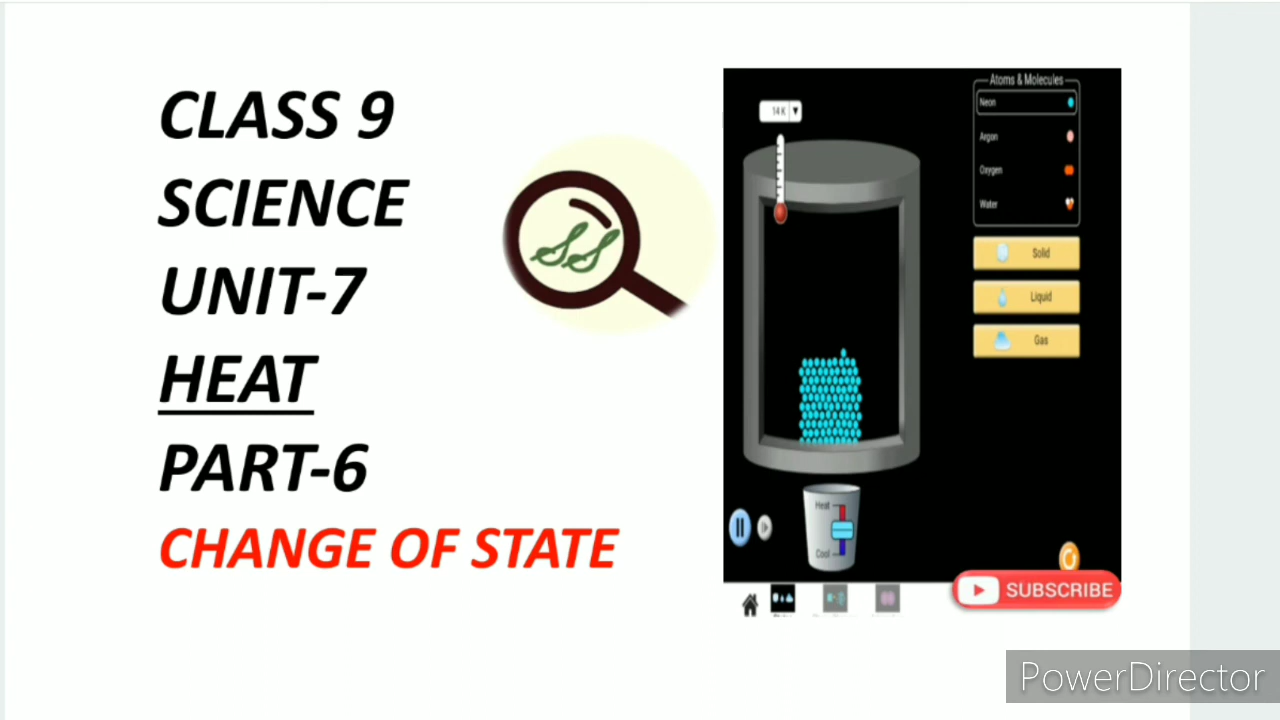 CLASS 9
SCIENCE
UNIT-7
HEAT
PART-6
CHANGE OF STATE
Atoms & Molecules
14 K
Neon
Argon
Oxygen
Water
Solid
Liquid
Gas
Heat
Cool
SUBSCRIBE
PowerDirector